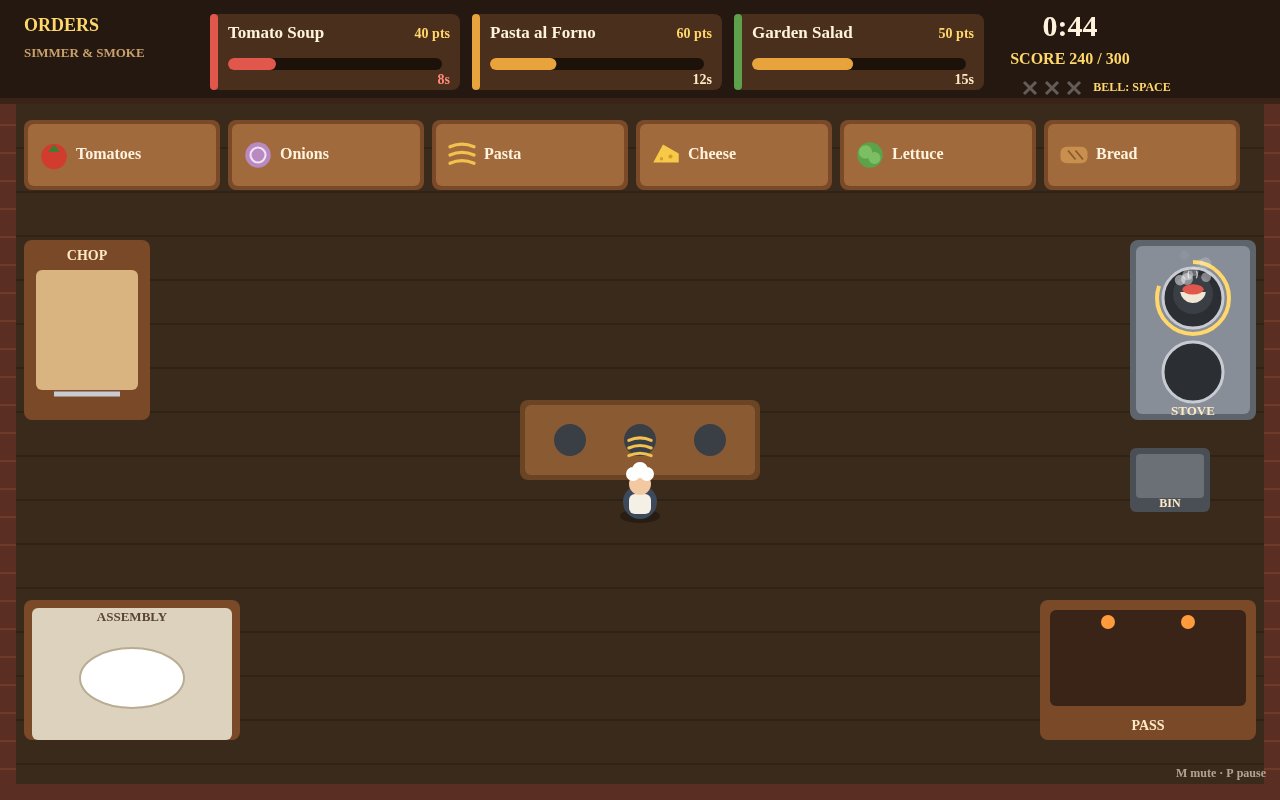 ORDERS
SIMMER & SMOKE
Tomato Soup 40 pts
8s
Pasta al Forno 60 pts
12s
Garden Salad 50 pts
15s
0:44
SCORE 240 / 300
BELL: SPACE
Tomatoes
Onions
Pasta
Cheese
Lettuce
Bread
CHOP
STOVE
BIN
ASSEMBLY
PASS
M mute · P pause